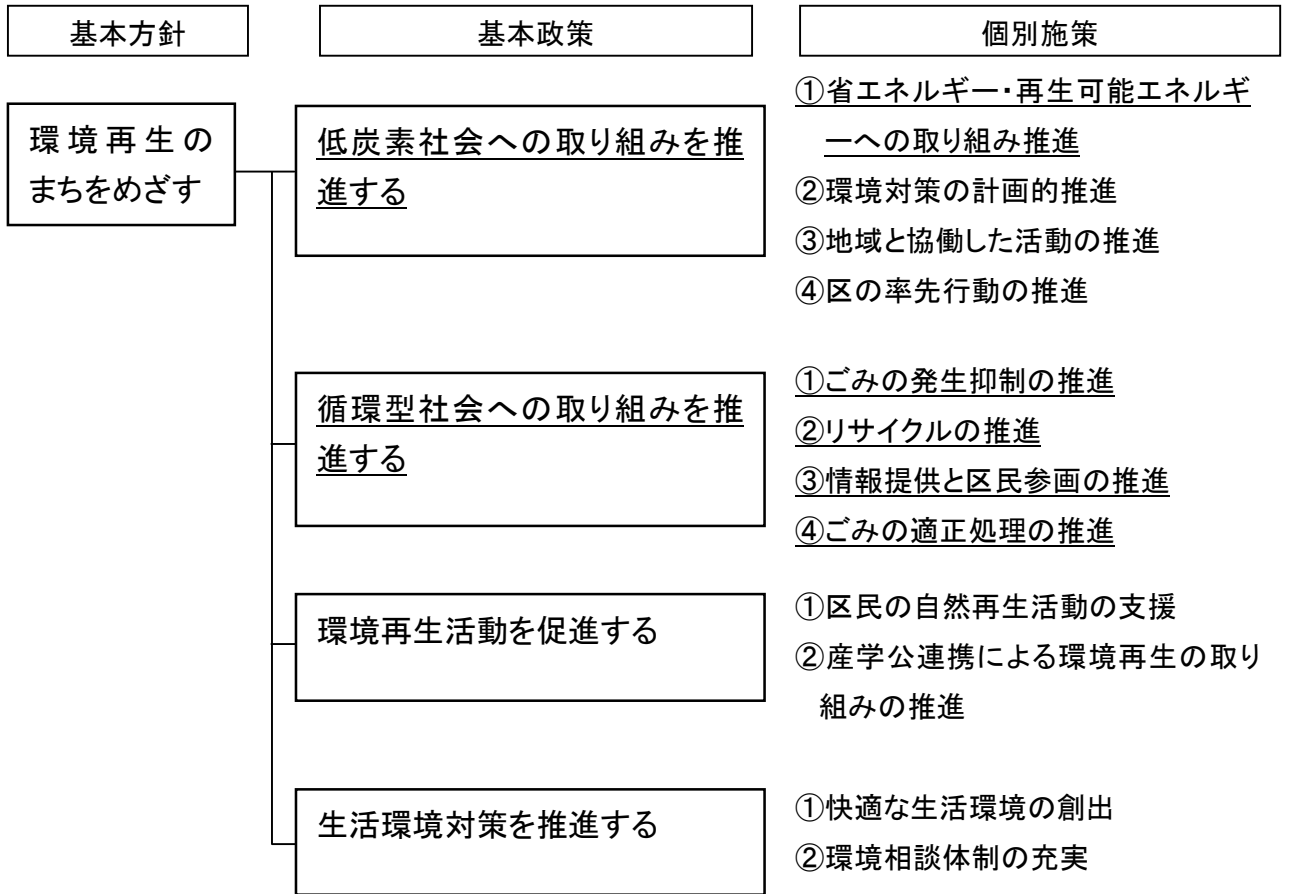 基本方針
基本政策
個別施策
環境再生の
まちをめざす
低炭素社会への取り組みを推
進する
①省エネルギー・再生可能エネルギ
ーへの取り組み推進
②環境対策の計画的推進
③地域と協働した活動の推進
④区の率先行動の推進
循環型社会への取り組みを推
進する
①ごみの発生抑制の推進
②リサイクルの推進
③情報提供と区民参画の推進
④ごみの適正処理の推進
環境再生活動を促進する
①区民の自然再生活動の支援
②産学公連携による環境再生の取り
組みの推進
生活環境対策を推進する
①快適な生活環境の創出
②環境相談体制の充実